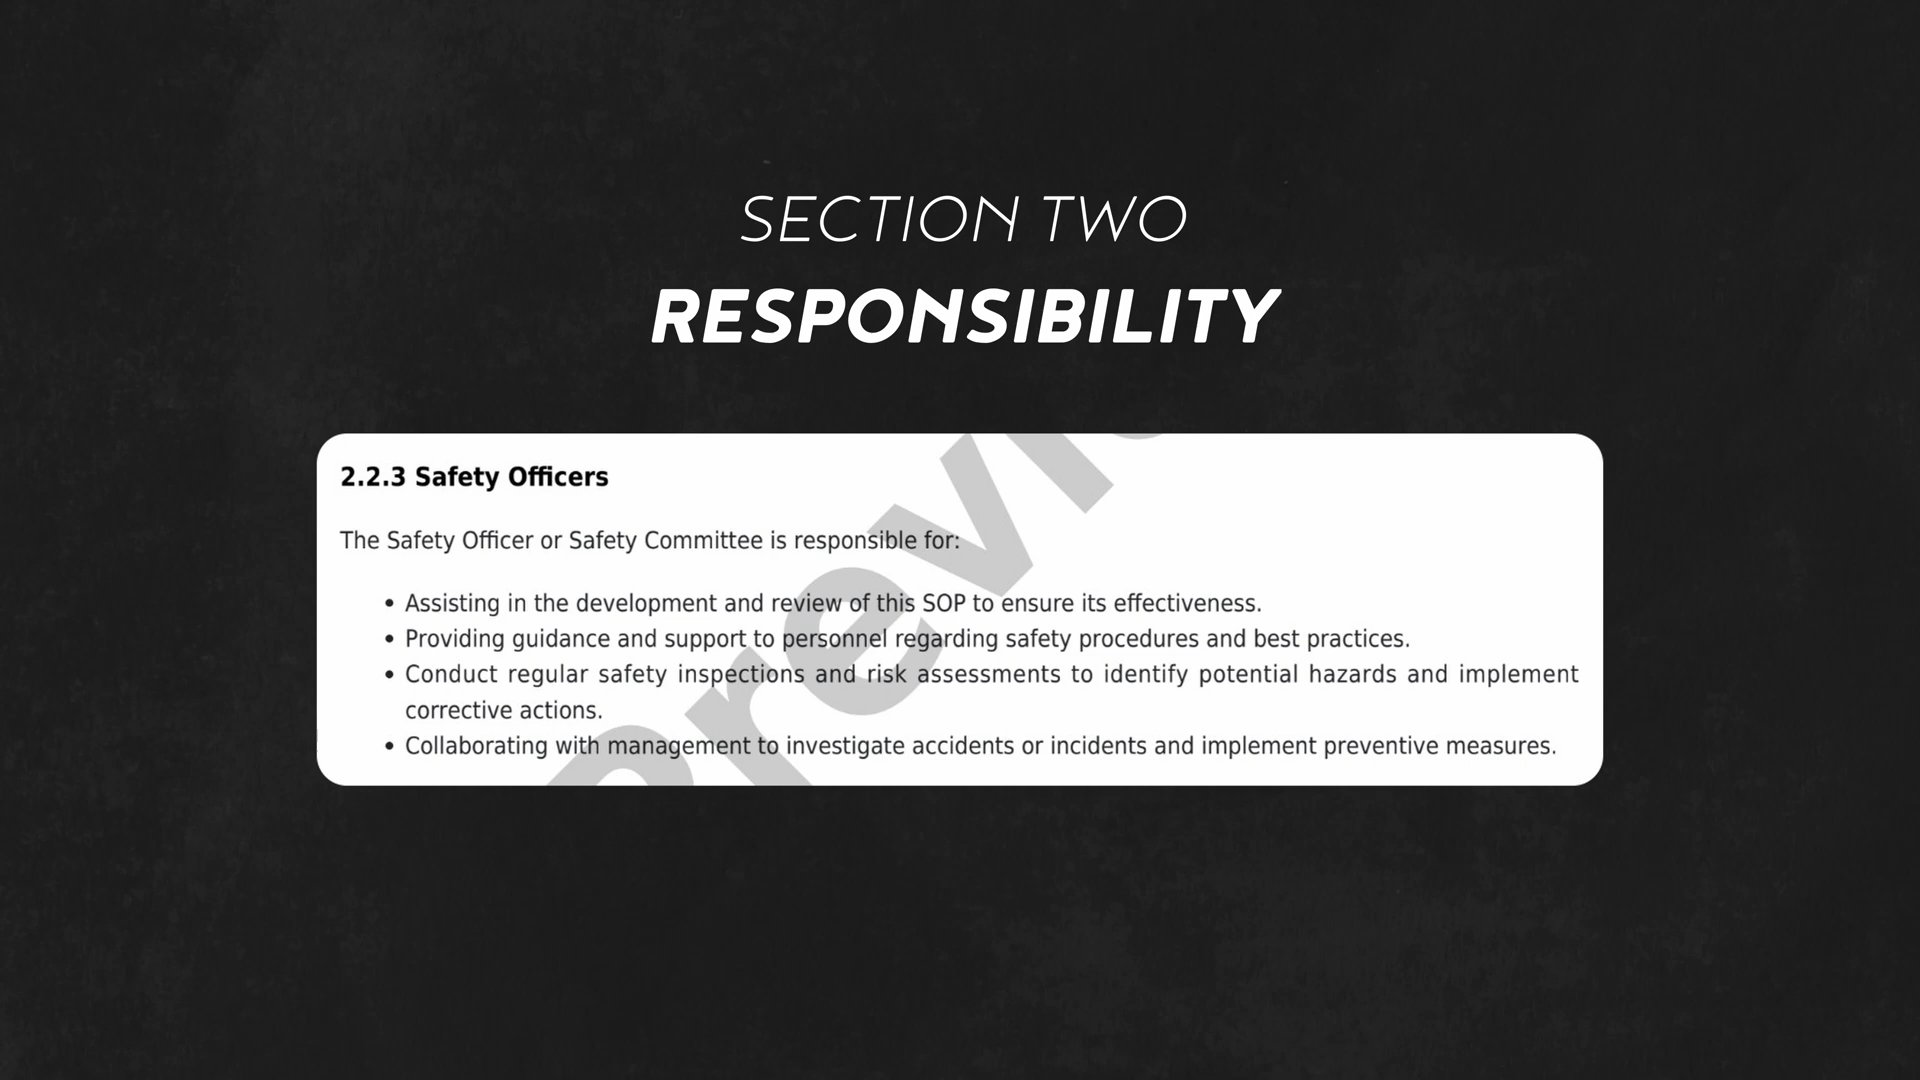 SECTION TWO
RESPONSIBILITY
2.2.3 Safety Officers
The Safety Officer or Safety Committee is responsible for:
• Assisting in the development and review of this SOP to ensure its effectiveness.
• Providing guidance and support to personnel regarding safety procedures and best practices.
• Conduct regular safety inspections and risk assessments to identify potential hazards and implement
corrective actions.
• Collaborating with management to investigate accidents or incidents and implement preventive measures.